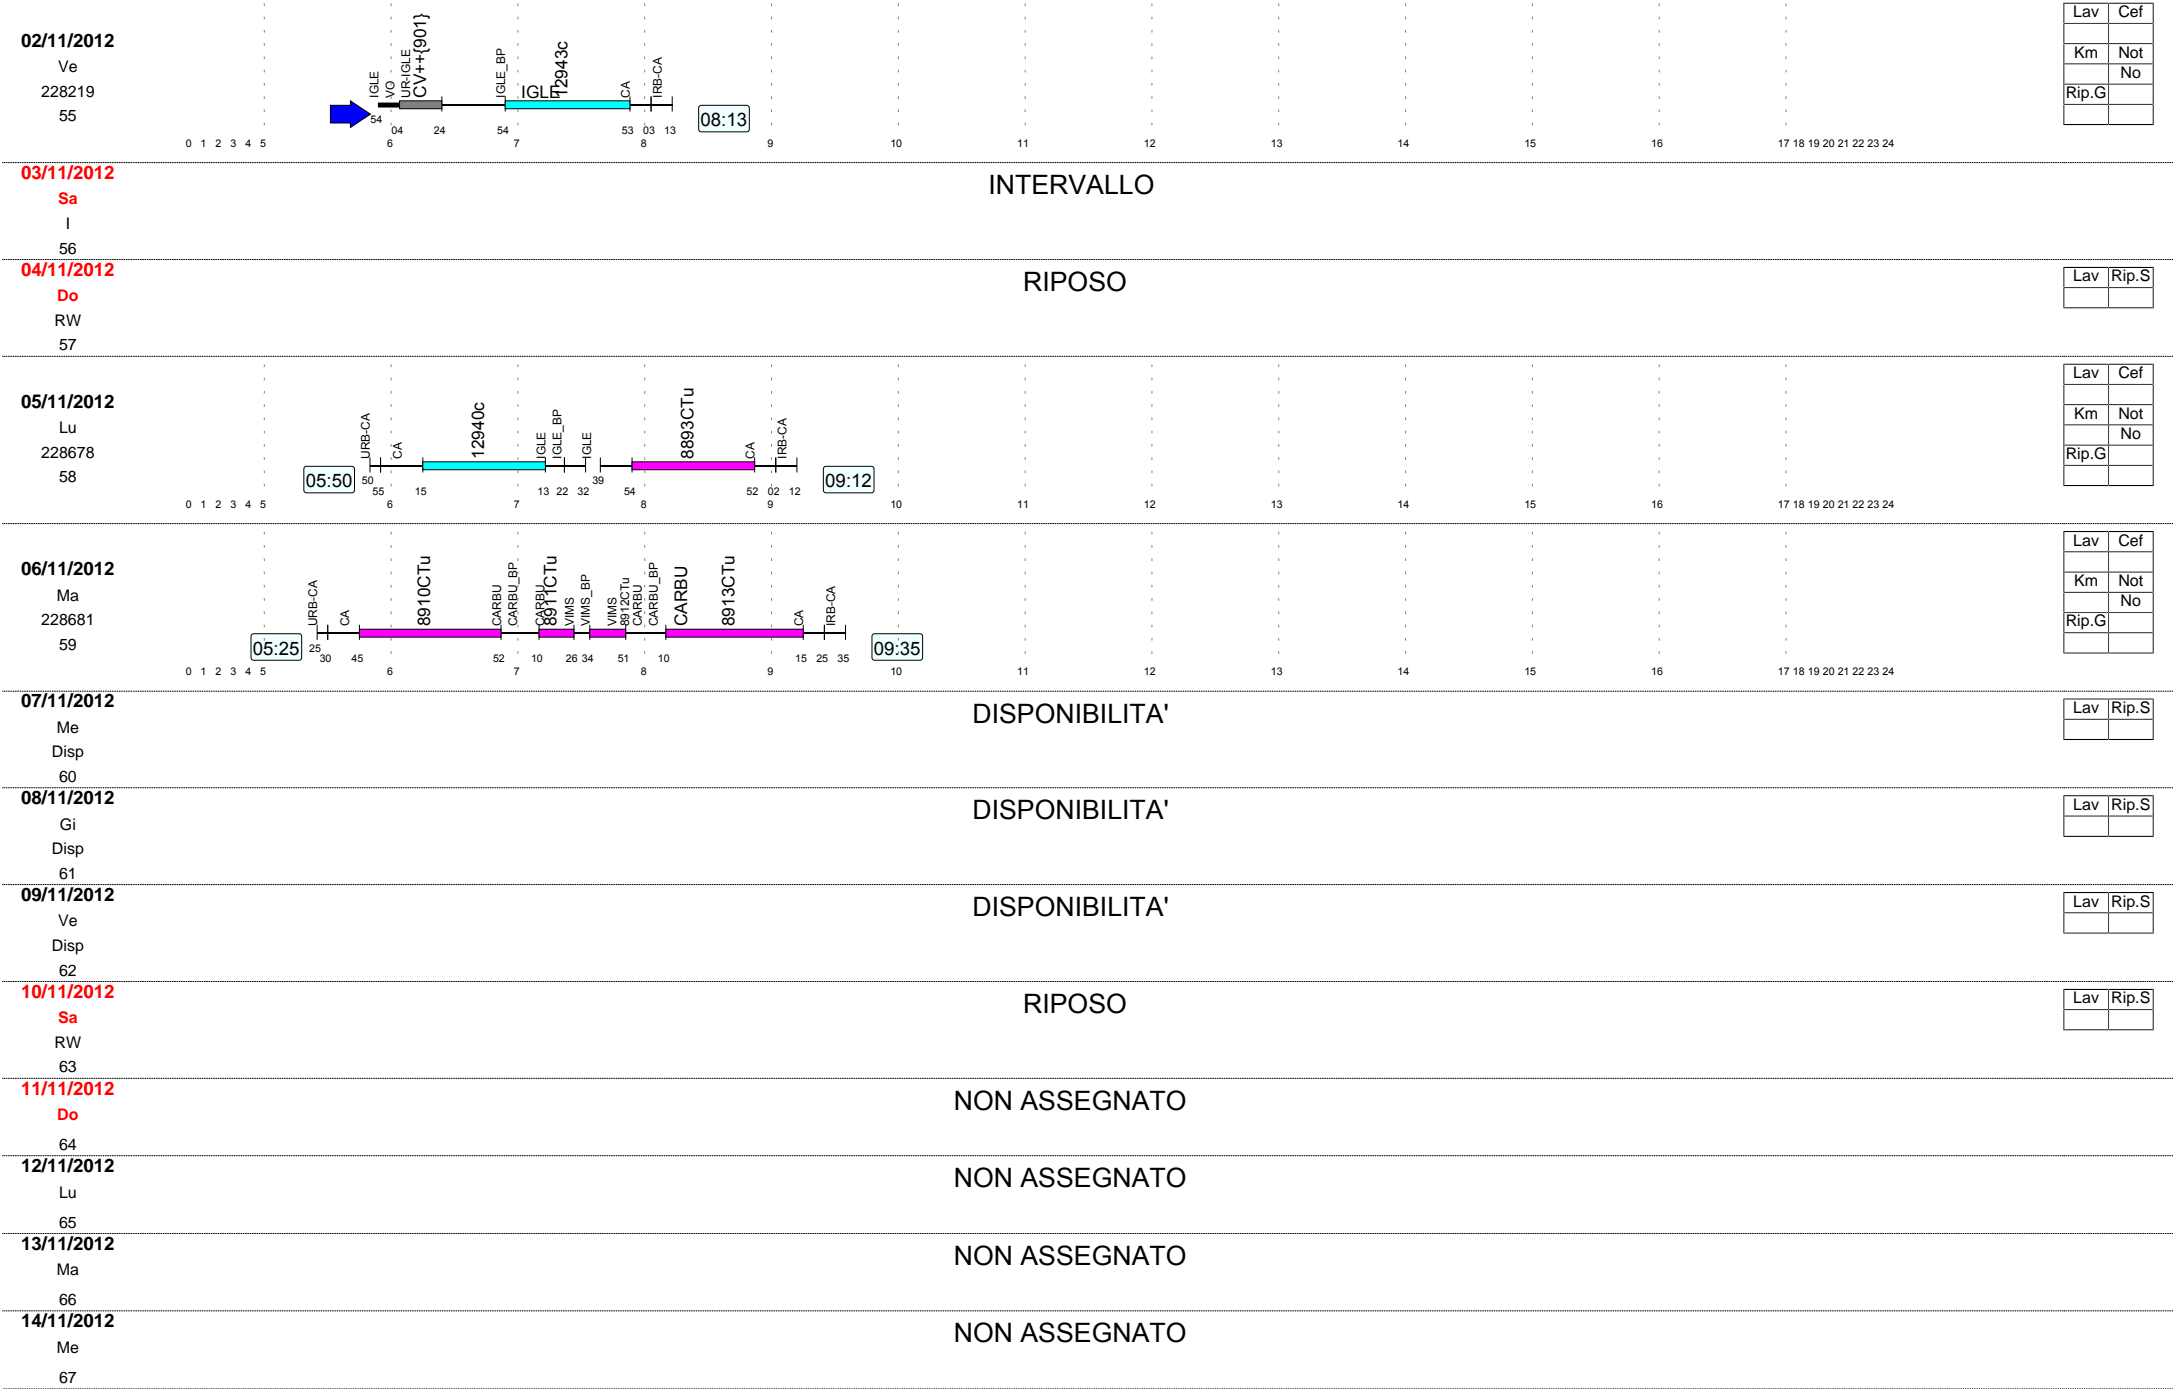 02/11/2012
Ve
228219
55
IGLE
VO
UR-IGLE
CV++{901}
IGLE_BP
IGLE
12943c
CA
IRB-CA
54 04 24 54 53 03 13
08:13
0 1 2 3 4 5 6 7 8 9 10 11 12 13 14 15 16 17 18 19 20 21 22 23 24
Lav Cef
Km Not
No
Rip.G
03/11/2012
Sa
I
56
INTERVALLO
04/11/2012
Do
RW
57
RIPOSO
Lav Rip.S
05/11/2012
Lu
228678
58
05:50
URB-CA
CA
12940c
IGLE
IGLE_BP
IGLE
8893CTu
CA
IRB-CA
50 55 15 13 22 32 39 54 52 02 12
09:12
0 1 2 3 4 5 6 7 8 9 10 11 12 13 14 15 16 17 18 19 20 21 22 23 24
Lav Cef
Km Not
No
Rip.G
06/11/2012
Ma
228681
59
05:25
URB-CA
CA
8910CTu
CARBU
CARBU_BP
CARBU
8911CTu
VIMS
VIMS_BP
VIMS
8912CTu
CARBU
CARBU_BP
CARBU
8913CTu
CA
IRB-CA
25 30 45 52 10 26 34 51 10 15 25 35
09:35
0 1 2 3 4 5 6 7 8 9 10 11 12 13 14 15 16 17 18 19 20 21 22 23 24
Lav Cef
Km Not
No
Rip.G
07/11/2012
Me
Disp
60
DISPONIBILITA'
Lav Rip.S
08/11/2012
Gi
Disp
61
DISPONIBILITA'
Lav Rip.S
09/11/2012
Ve
Disp
62
DISPONIBILITA'
Lav Rip.S
10/11/2012
Sa
RW
63
RIPOSO
Lav Rip.S
11/11/2012
Do
64
NON ASSEGNATO
12/11/2012
Lu
65
NON ASSEGNATO
13/11/2012
Ma
66
NON ASSEGNATO
14/11/2012
Me
67
NON ASSEGNATO